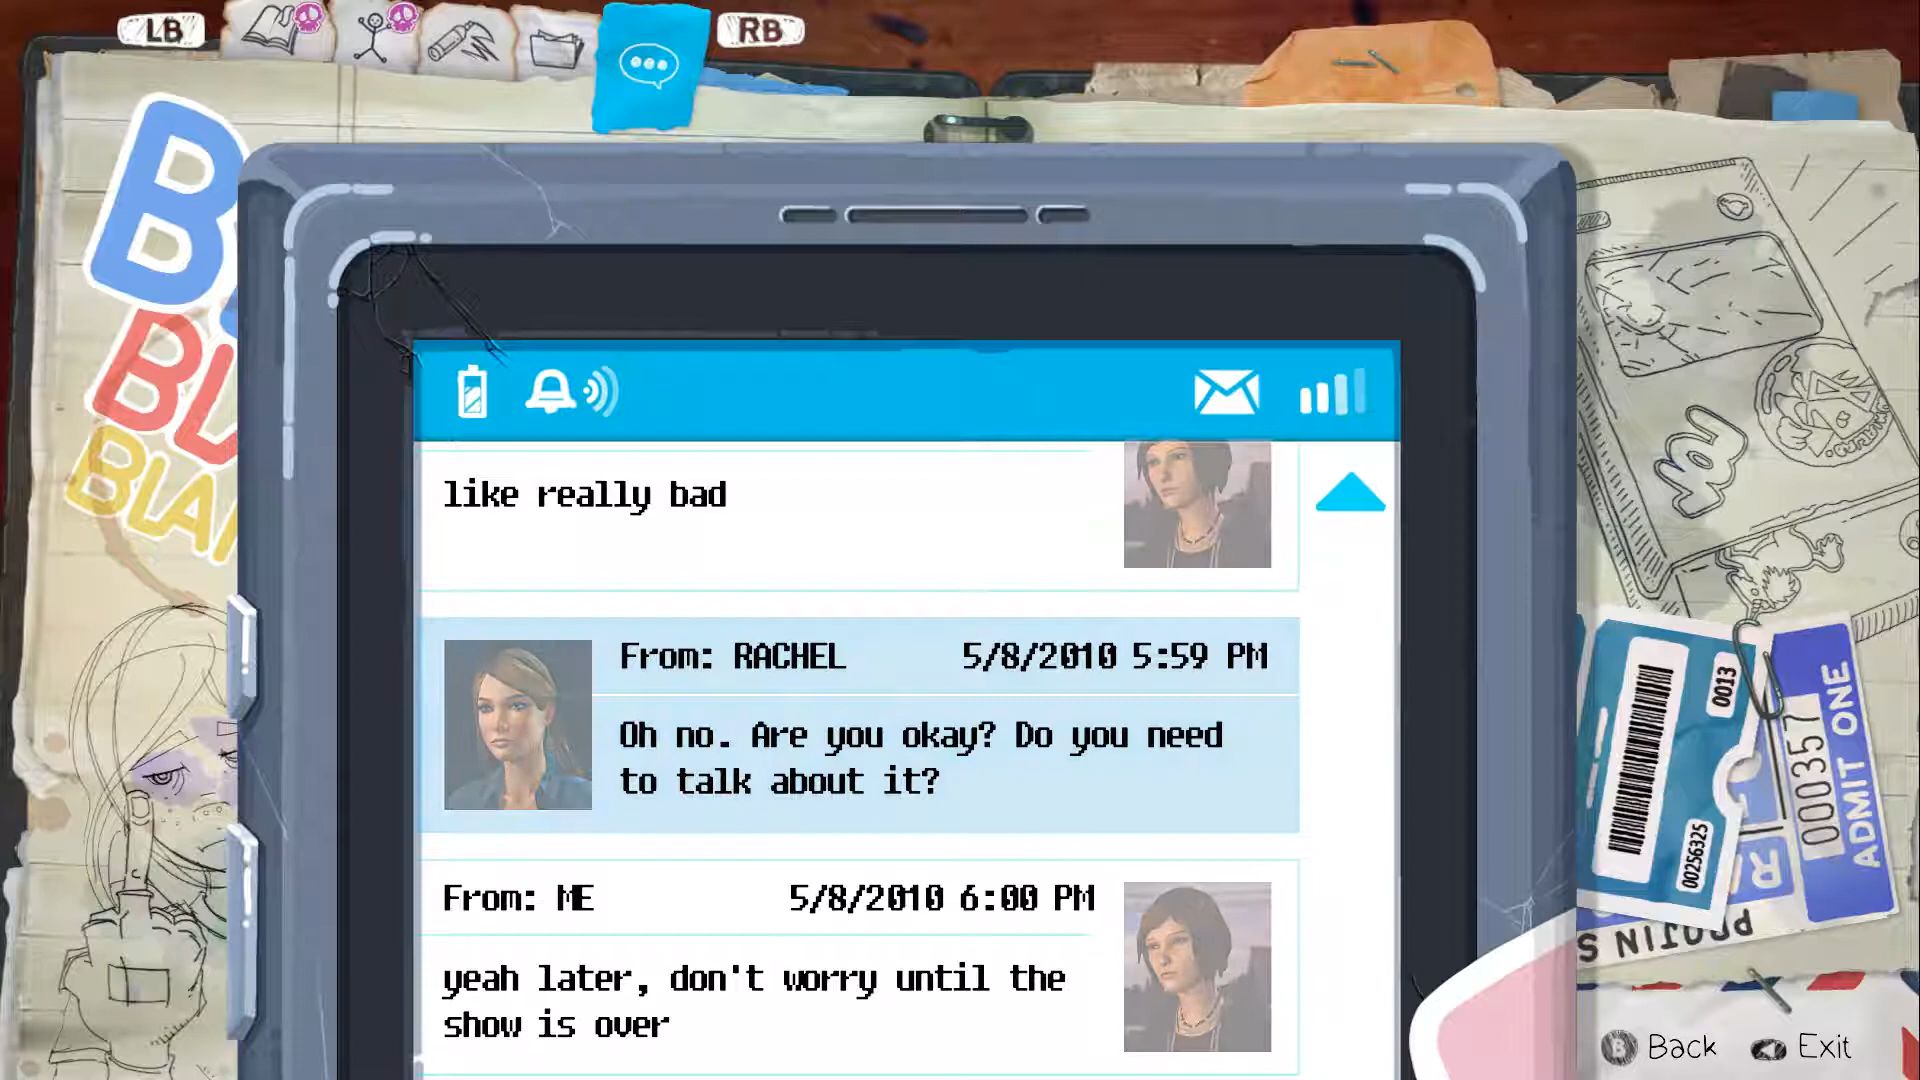 LB
RB
like really bad
From: RACHEL
5/8/2010 5:59 PM
Oh no. Are you okay? Do you need
to talk about it?
From: ME
5/8/2010 6:00 PM
yeah later, don't worry until the
show is over
0013
00256325
000357
ADMIT ONE
Back
Exit